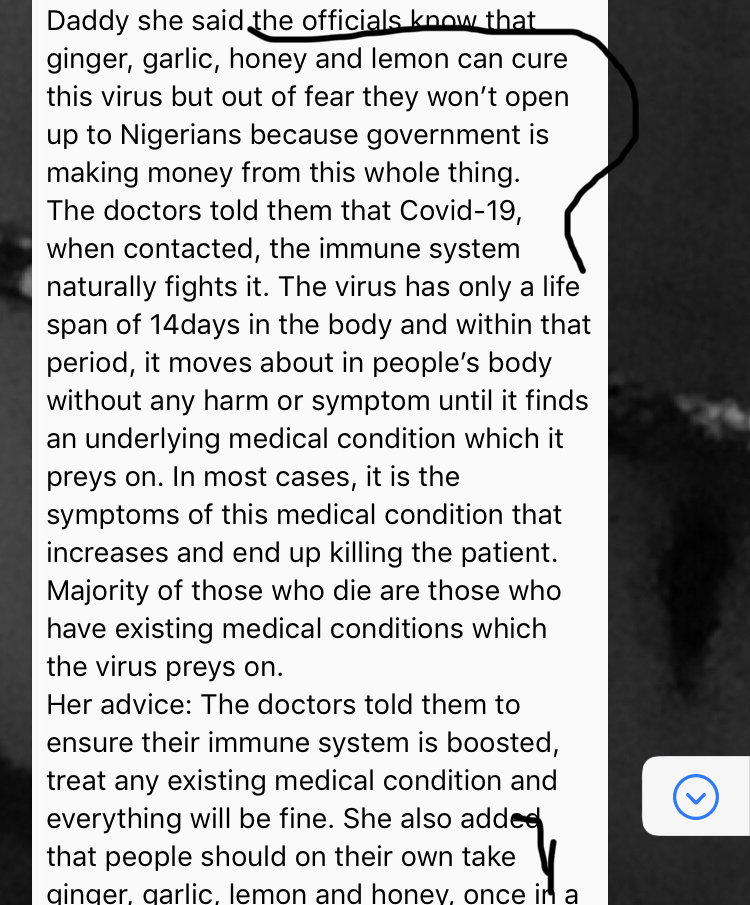 Daddy she said the officials know that
ginger, garlic, honey and lemon can cure
this virus but out of fear they won’t open
up to Nigerians because government is
making money from this whole thing.
The doctors told them that Covid-19,
when contacted, the immune system
naturally fights it. The virus has only a life
span of 14days in the body and within that
period, it moves about in people’s body
without any harm or symptom until it finds
an underlying medical condition which it
preys on. In most cases, it is the
symptoms of this medical condition that
increases and end up killing the patient.
Majority of those who die are those who
have existing medical conditions which
the virus preys on.
Her advice: The doctors told them to
ensure their immune system is boosted,
treat any existing medical condition and
everything will be fine. She also added
that people should on their own take
ginger, garlic, lemon and honey, once in a